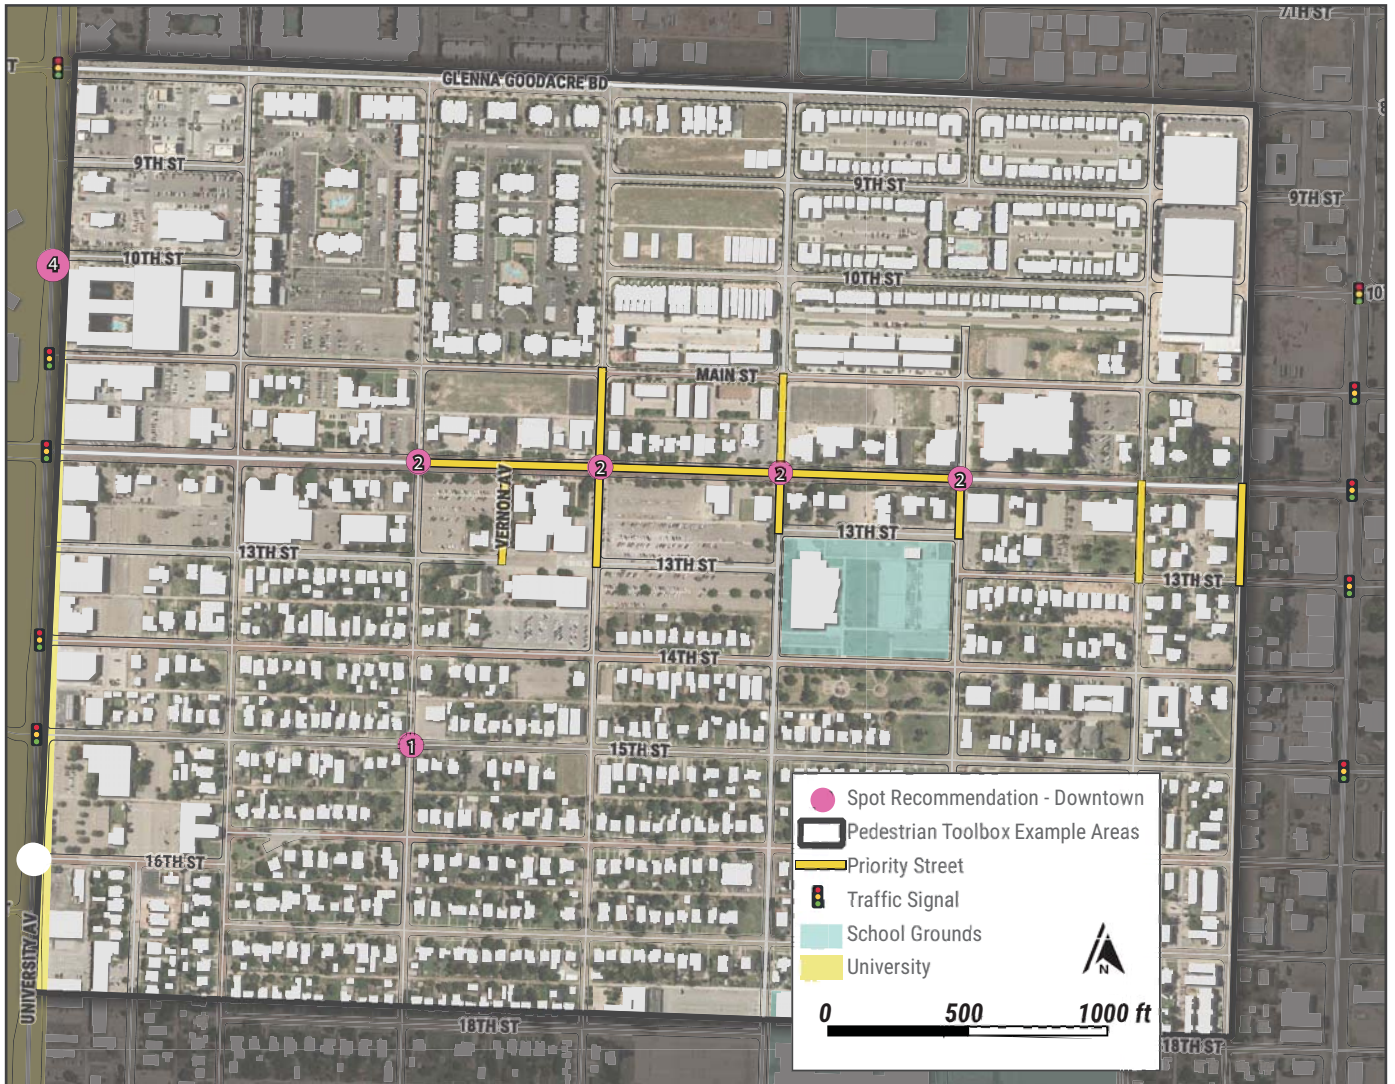 7TH ST
T
GLENNA GOODACRE BD
8
9TH ST
9TH ST
9TH ST
4
10TH ST
10TH ST
10
MAIN ST
2
2
2
2
VERNON AV
13TH ST
13TH ST
13TH ST
13TH ST
14TH ST
1
15TH ST
16TH ST
UNIVERSITY AV
18TH ST
18TH ST
Spot Recommendation - Downtown
Pedestrian Toolbox Example Areas
Priority Street
Traffic Signal
School Grounds
University
N
0 500 1000 ft